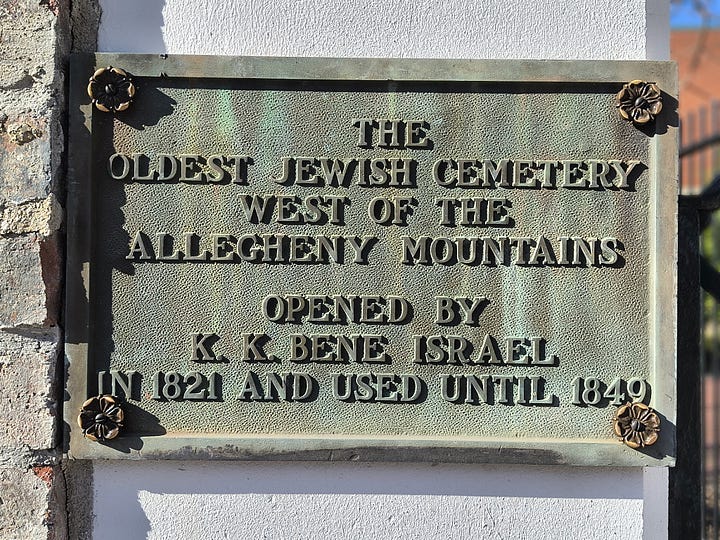 THE
OLDEST JEWISH CEMETERY
WEST OF THE
ALLEGHENY MOUNTAINS
OPENED BY
K. K. BENE ISRAEL
IN 1821 AND USED UNTIL 1849